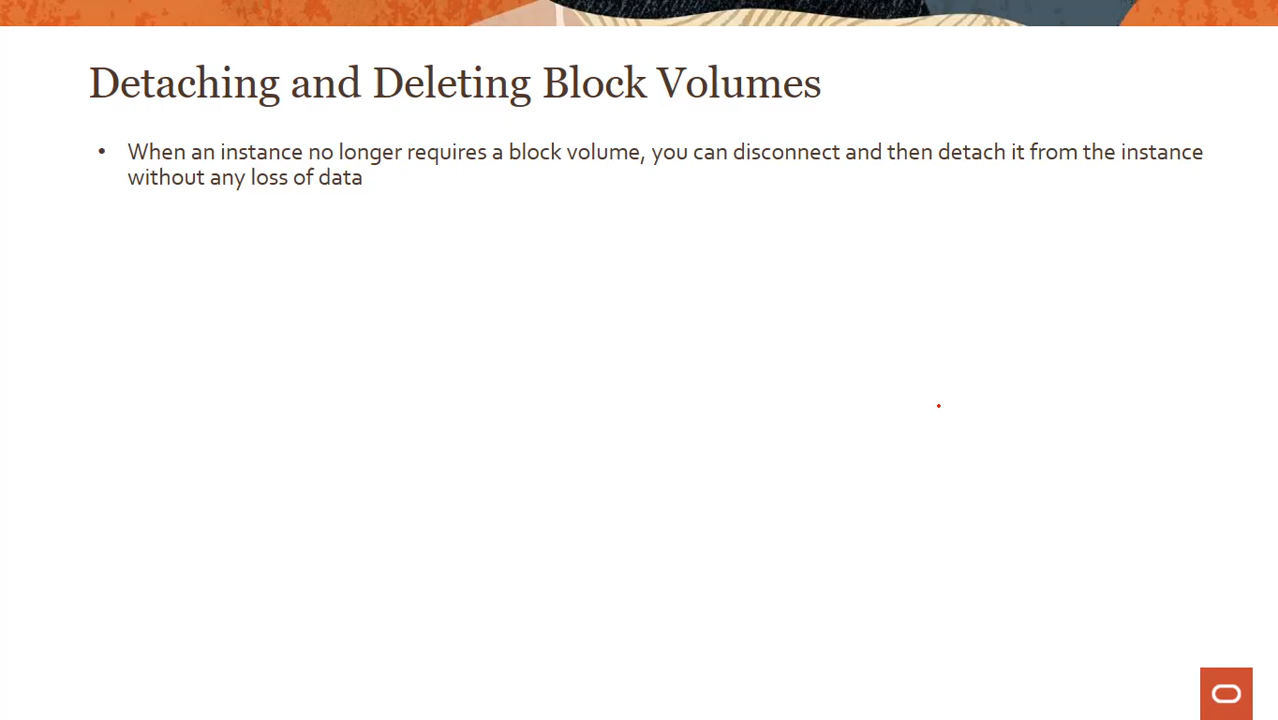 Detaching and Deleting Block Volumes
• When an instance no longer requires a block volume, you can disconnect and then detach it from the instance
without any loss of data